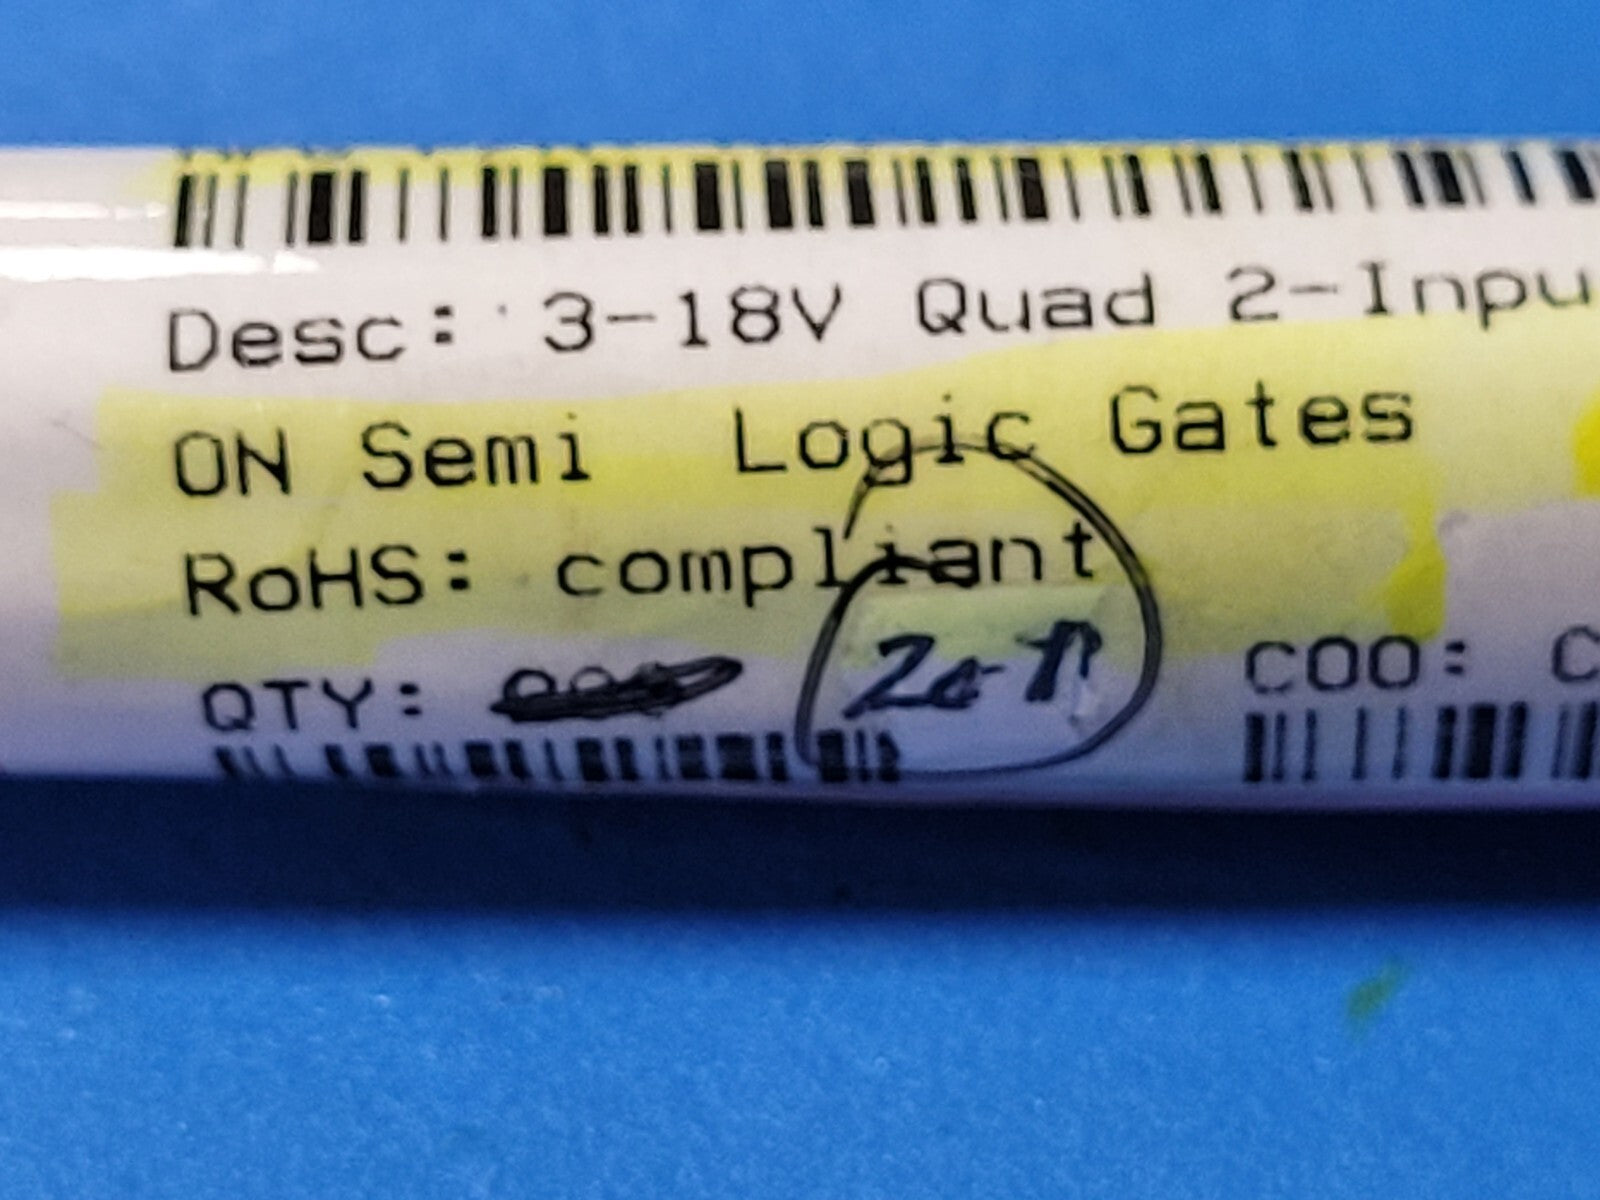 Desc: 3-18V Quad 2-Inpu
ON Semi Logic Gates
RoHS: compliant
QTY:
COO: C